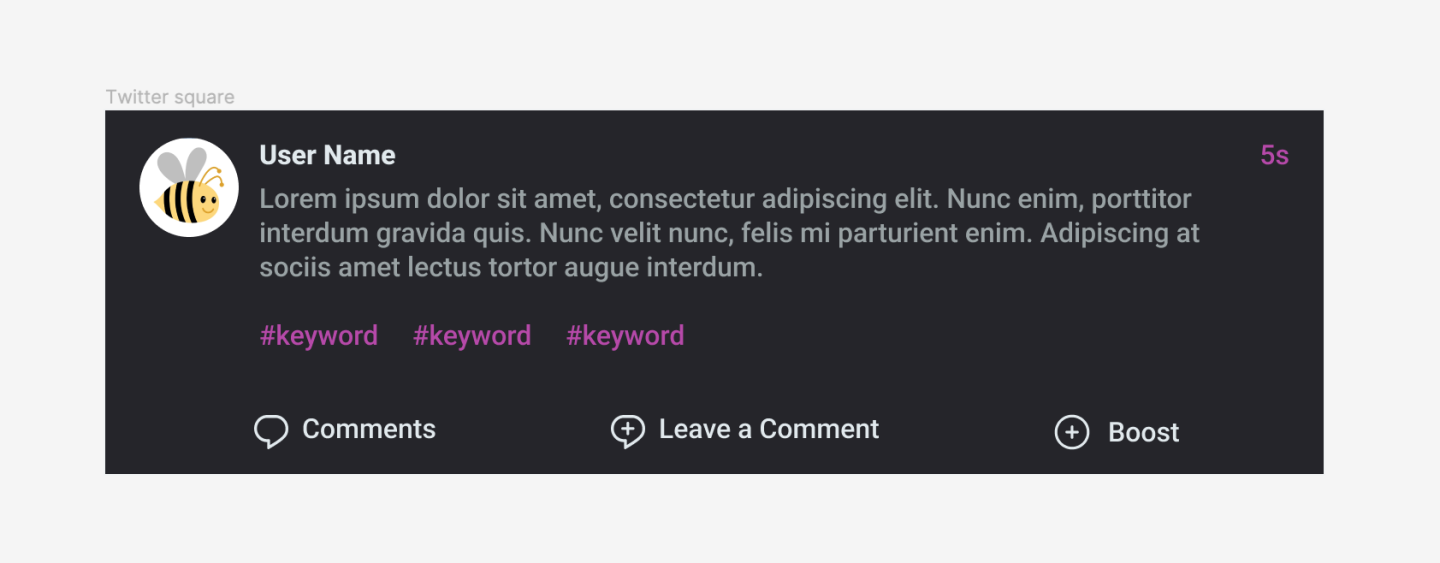 Twitter square
User Name
5s
Lorem ipsum dolor sit amet, consectetur adipiscing elit. Nunc enim, porttitor
interdum gravida quis. Nunc velit nunc, felis mi parturient enim. Adipiscing at
sociis amet lectus tortor augue interdum.
#keyword #keyword #keyword
Comments Leave a Comment Boost